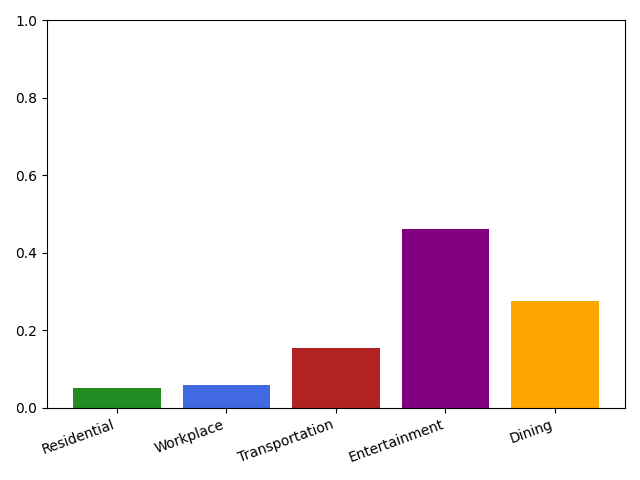 1.0
0.8
0.6
0.4
0.2
0.0
Residential
Workplace
Transportation
Entertainment
Dining